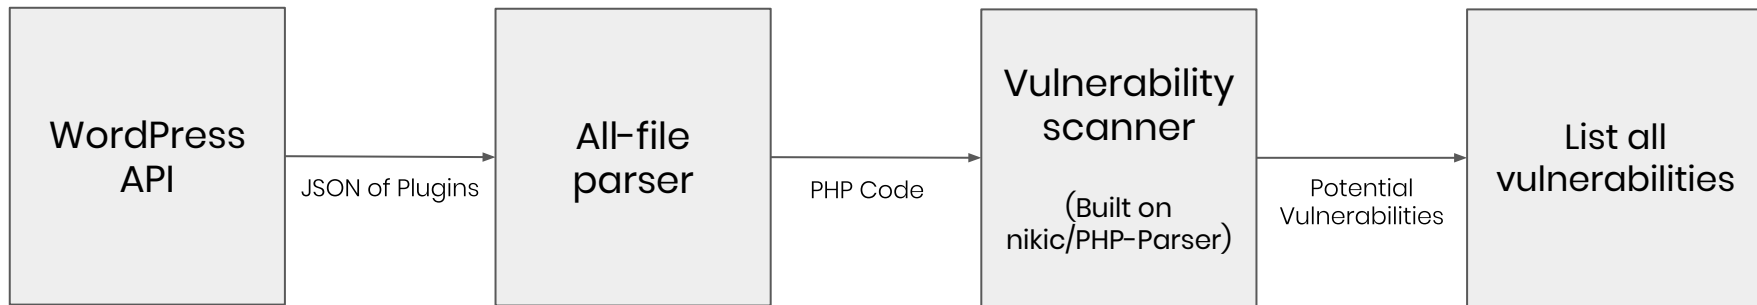 WordPress
API
JSON of Plugins
All-file
parser
PHP Code
Vulnerability
scanner
(Built on
nikic/PHP-Parser)
Potential
Vulnerabilities
List all
vulnerabilities